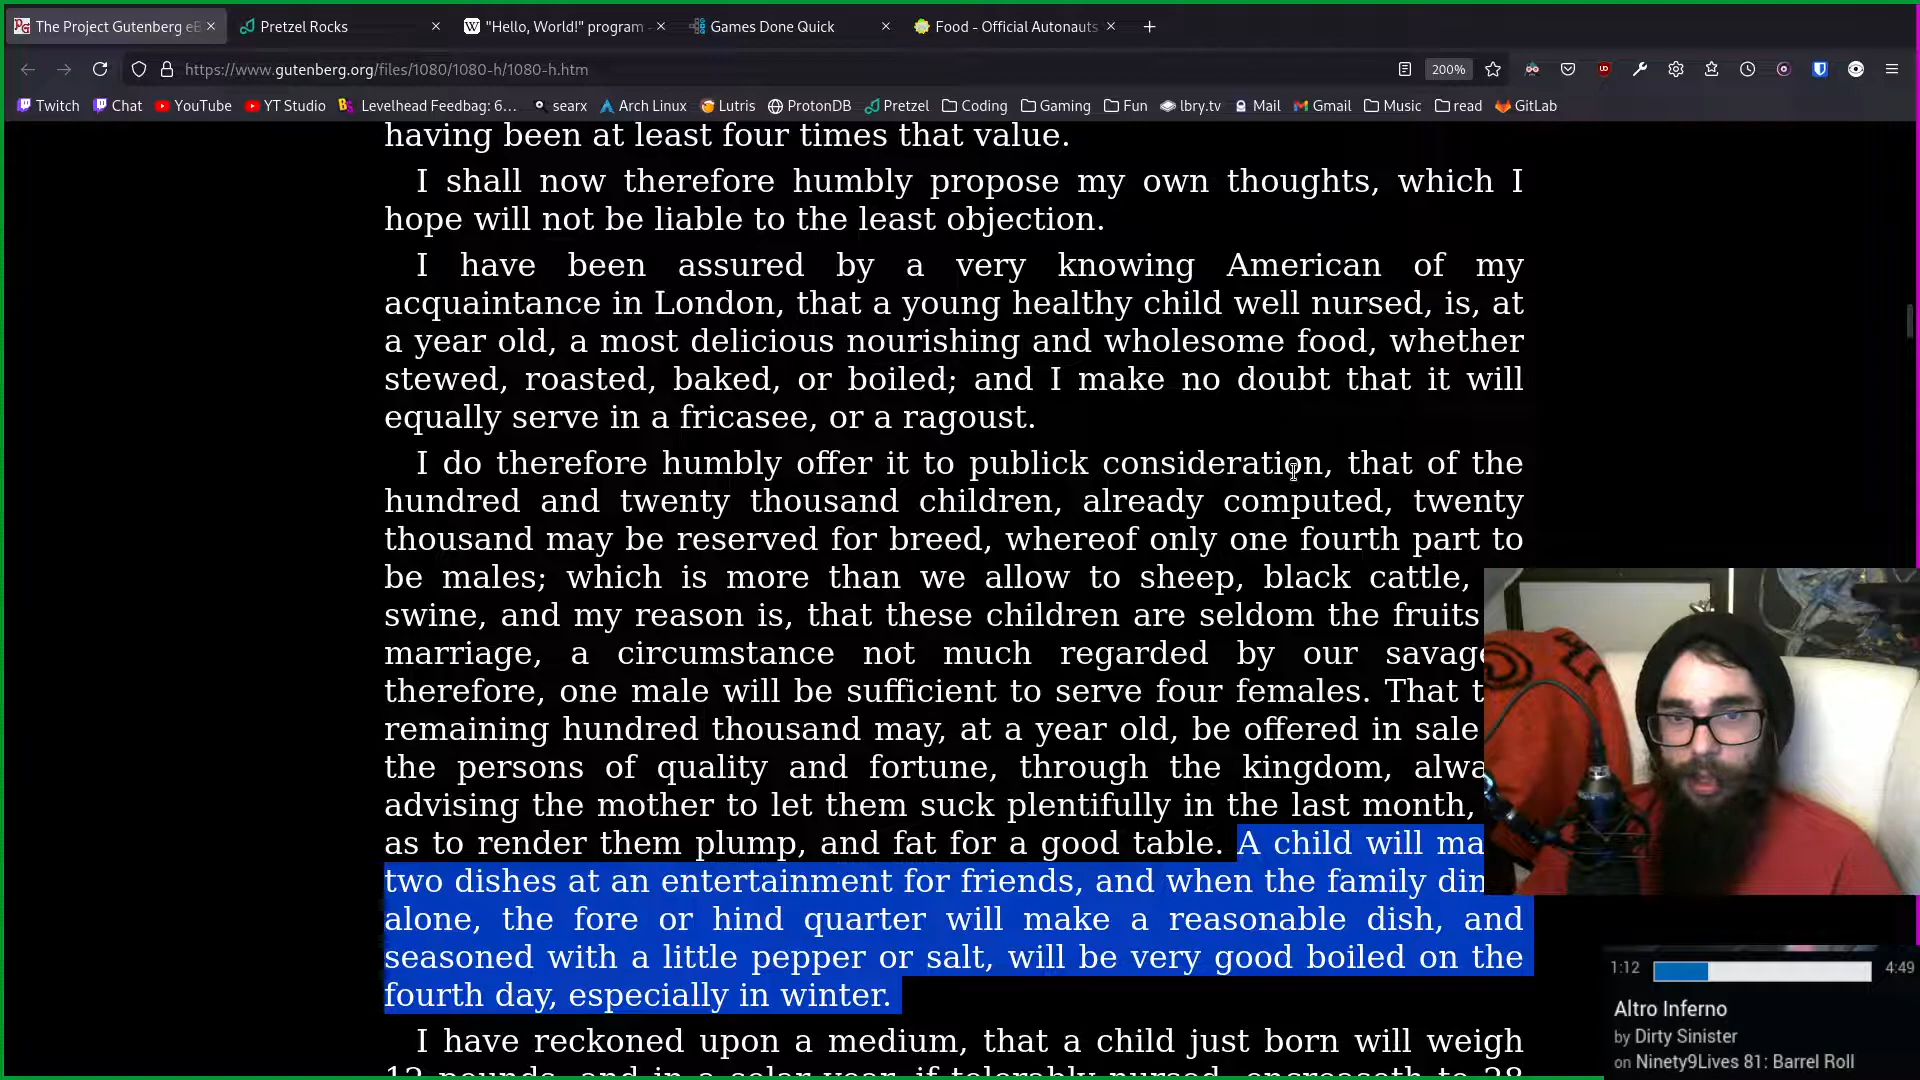 The Project Gutenberg eB
Pretzel Rocks
"Hello, World!" program -
Games Done Quick
Food - Official Autonauts
https://www.gutenberg.org/files/1080/1080-h/1080-h.htm
200%
Twitch
Chat
YouTube
YT Studio
Levelhead Feedbag: 6…
searx
Arch Linux
Lutris
ProtonDB
Pretzel
Coding
Gaming
Fun
lbry.tv
Mail
Gmail
Music
read
GitLab
having been at least four times that value.
I shall now therefore humbly propose my own thoughts, which I
hope will not be liable to the least objection.
I have been assured by a very knowing American of my
acquaintance in London, that a young healthy child well nursed, is, at
a year old, a most delicious nourishing and wholesome food, whether
stewed, roasted, baked, or boiled; and I make no doubt that it will
equally serve in a fricasee, or a ragoust.
I do therefore humbly offer it to publick consideration, that of the
hundred and twenty thousand children, already computed, twenty
thousand may be reserved for breed, whereof only one fourth part to
be males; which is more than we allow to sheep, black cattle,
swine, and my reason is, that these children are seldom the fruits
marriage, a circumstance not much regarded by our savage
therefore, one male will be sufficient to serve four females. That t
remaining hundred thousand may, at a year old, be offered in sale
the persons of quality and fortune, through the kingdom, alwa
advising the mother to let them suck plentifully in the last month,
as to render them plump, and fat for a good table. A child will ma
two dishes at an entertainment for friends, and when the family din
alone, the fore or hind quarter will make a reasonable dish, and
seasoned with a little pepper or salt, will be very good boiled on the
fourth day, especially in winter.
I have reckoned upon a medium, that a child just born will weigh
12 pounds, and in a solar year, if tolerably nursed, encreaseth to 28
1:12
4:49
Altro Inferno
by Dirty Sinister
on Ninety9Lives 81: Barrel Roll